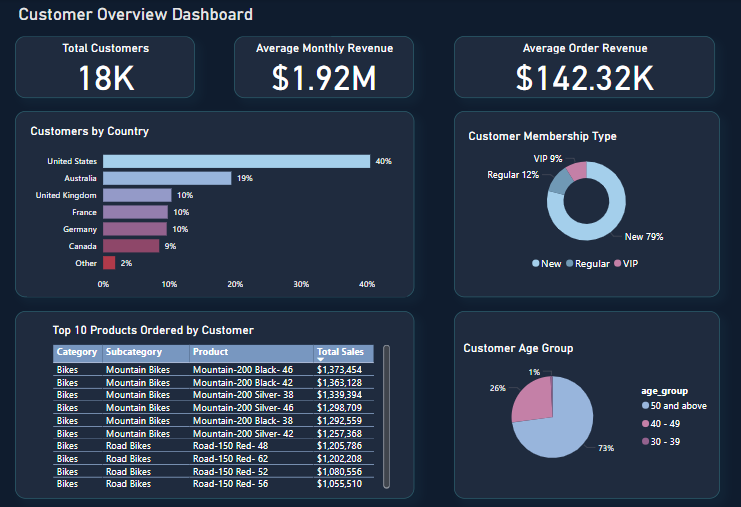 Customer Overview Dashboard
Total Customers
18K
Average Monthly Revenue
$1.92M
Average Order Revenue
$142.32K
Customers by Country
United States 40%
Australia 19%
United Kingdom 10%
France 10%
Germany 10%
Canada 9%
Other 2%
0% 10% 20% 30% 40%
Customer Membership Type
VIP 9%
Regular 12%
New 79%
New Regular VIP
Top 10 Products Ordered by Customer
Category Subcategory Product Total Sales
Bikes Mountain Bikes Mountain-200 Black- 46 $1,373,454
Bikes Mountain Bikes Mountain-200 Black- 42 $1,363,128
Bikes Mountain Bikes Mountain-200 Silver- 38 $1,339,394
Bikes Mountain Bikes Mountain-200 Silver- 46 $1,298,709
Bikes Mountain Bikes Mountain-200 Black- 38 $1,292,559
Bikes Mountain Bikes Mountain-200 Silver- 42 $1,257,368
Bikes Road Bikes Road-150 Red- 48 $1,205,786
Bikes Road Bikes Road-150 Red- 62 $1,202,208
Bikes Road Bikes Road-150 Red- 52 $1,080,556
Bikes Road Bikes Road-150 Red- 56 $1,055,510
Customer Age Group
1%
26%
73%
age_group
50 and above
40 - 49
30 - 39